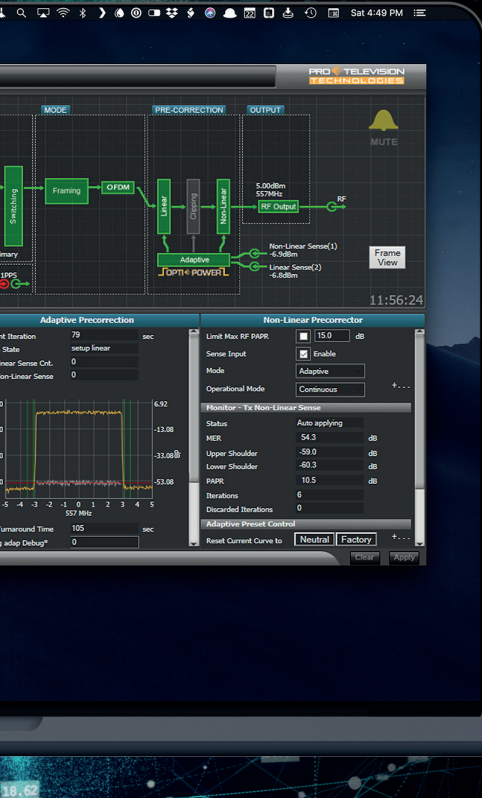 Sat 4:49 PM
22
PRO TELEVISION
TECHNOLOGIES
MODE
PRE-CORRECTION
OUTPUT
MUTE
Switching
Framing
OFDM
Linear
Clipping
Non-Linear
5.00dBm
557MHz
RF Output
RF
Adaptive
OPTI POWER
Non-Linear Sense(1)
-6.9dBm
Linear Sense(2)
-6.8dBm
Frame
View
imary
1PPS
11:56:24
Adaptive Precorrection
nt Iteration 79 sec
State setup linear
inear Sense Cnt. 0
on-Linear Sense 0
6.92
-13.08
-33.08
-53.08
dB
-5 -4 -3 -2 -1 0 1 2 3 4 5
557 MHz
urnaround Time 105 sec
g adap Debug* 0
Non-Linear Precorrector
Limit Max RF PAPR 15.0 dB
Sense Input Enable
Mode Adaptive
Operational Mode Continuous +...
Monitor - Tx Non-Linear Sense
Status Auto applying
MER 54.3 dB
Upper Shoulder -59.0 dB
Lower Shoulder -60.3 dB
PAPR 10.5 dB
Iterations 6
Discarded Iterations 0
Adaptive Preset Control
Reset Current Curve to Neutral Factory +...
Clear Apply
18.62